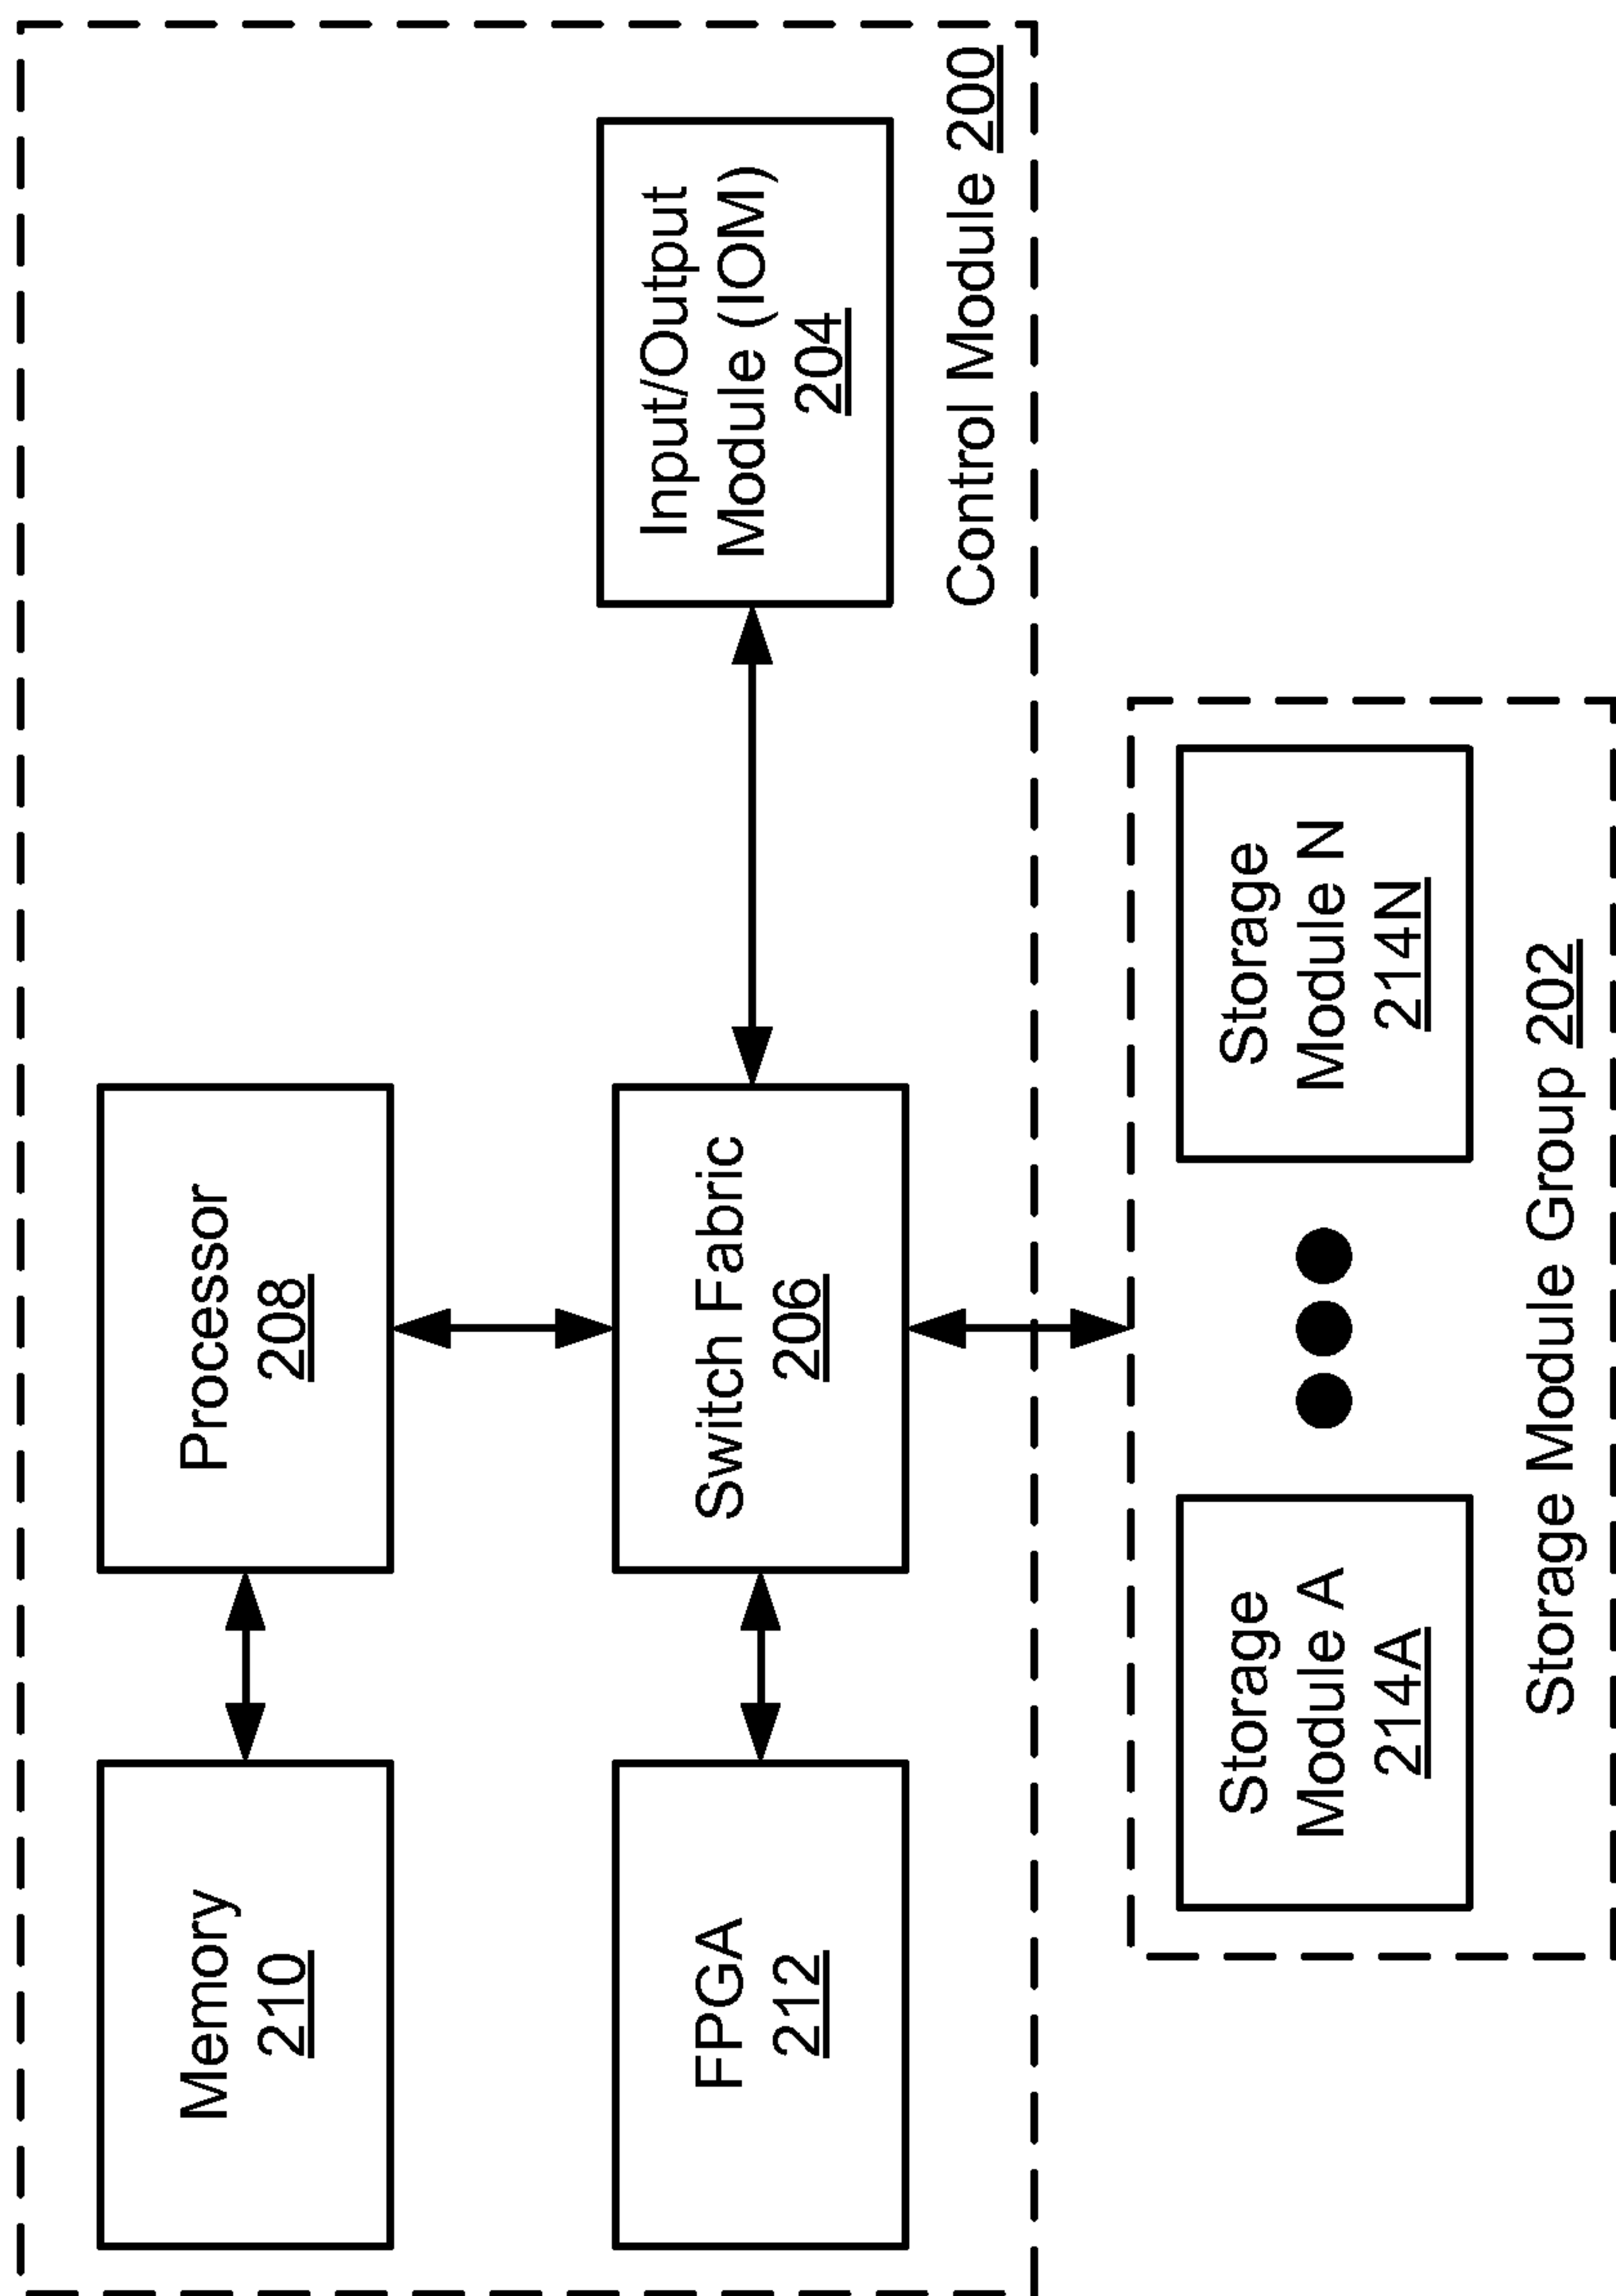 Memory
210
Processor
208
FPGA
212
Switch Fabric
206
Input/Output
Module (IOM)
204
Control Module 200
Storage
Module A
214A
Storage
Module N
214N
Storage Module Group 202